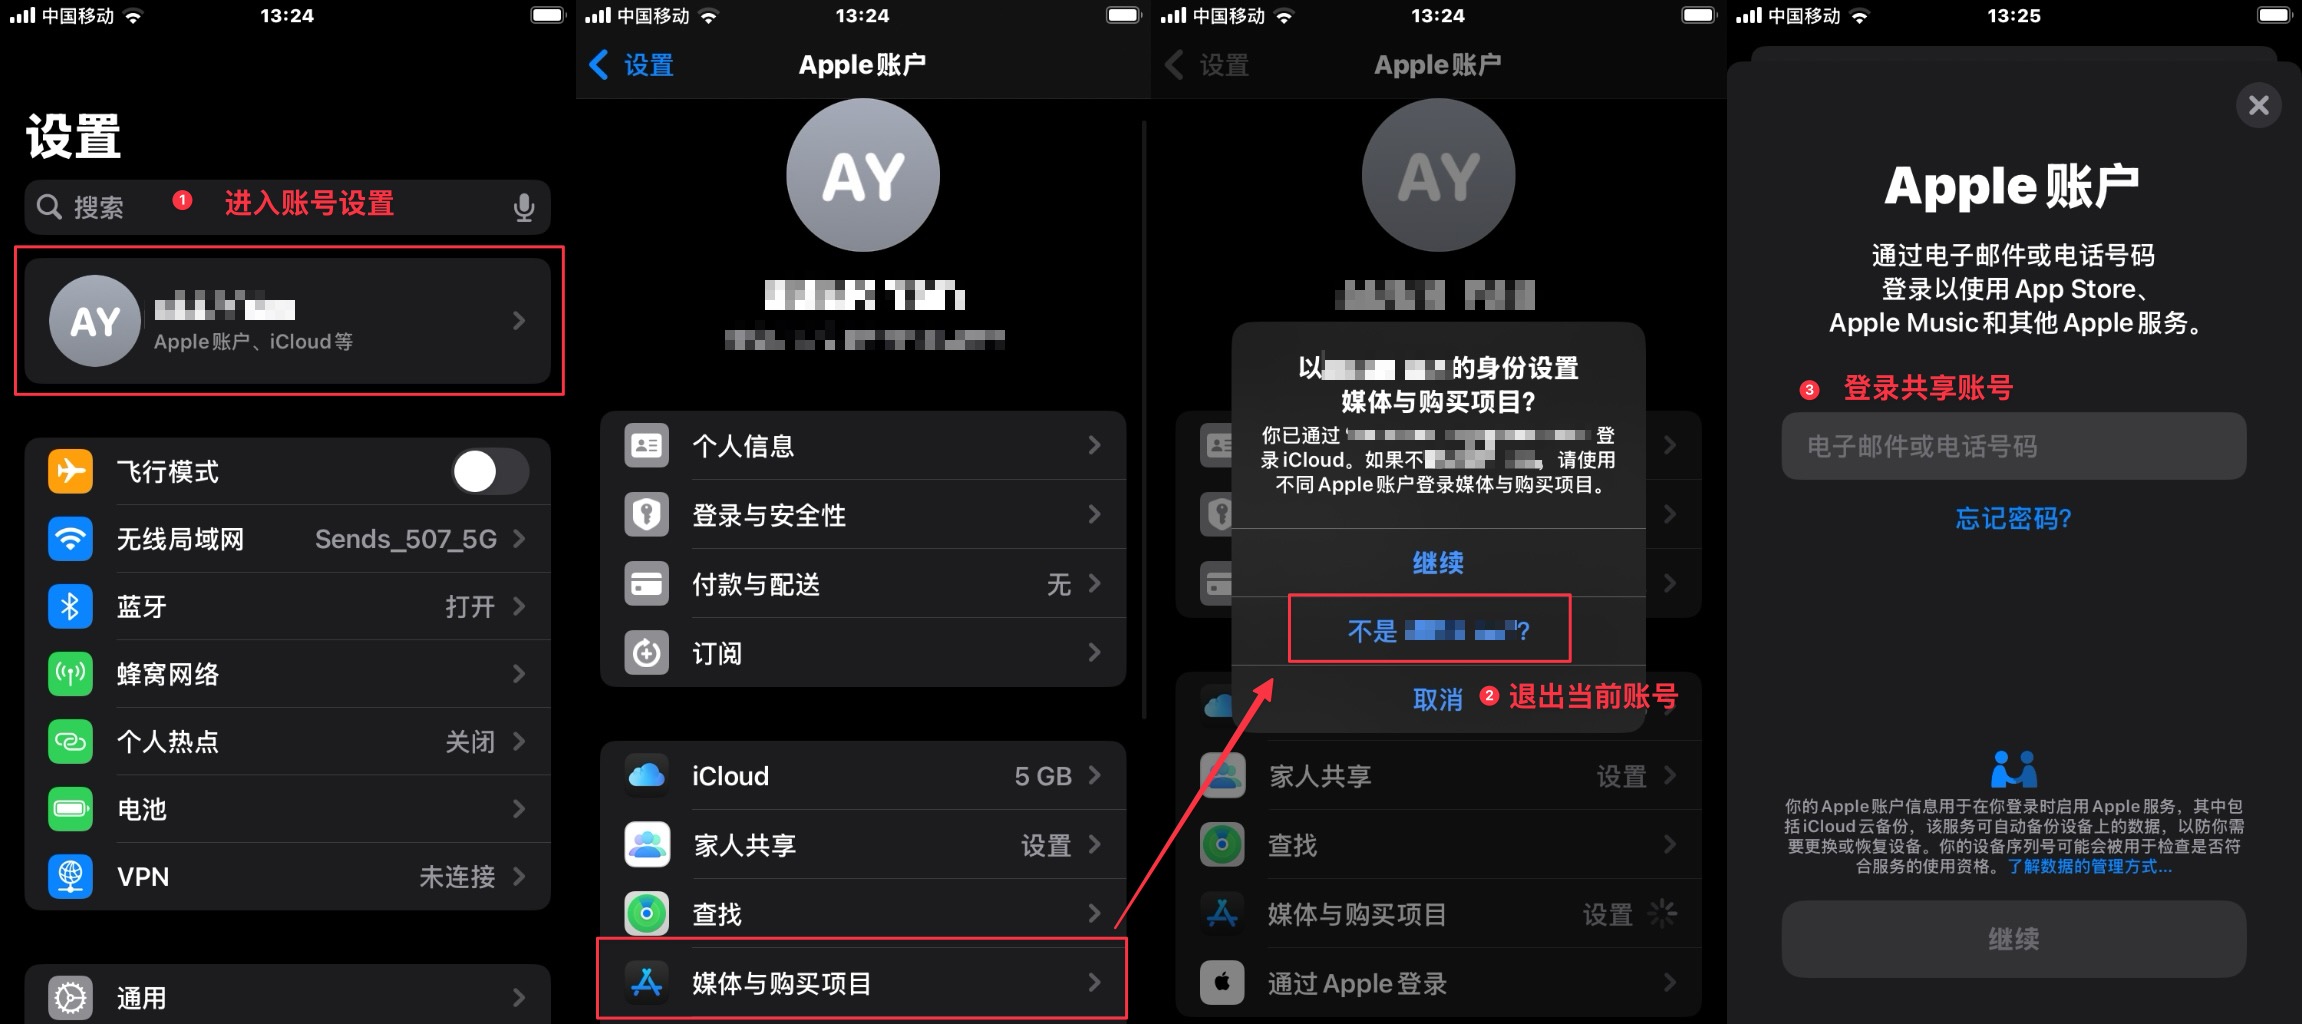 中国移动
13:24
设置
搜索
1 进入账号设置
AY
Apple账户、iCloud等
飞行模式
无线局域网 Sends_507_5G
蓝牙 打开
蜂窝网络
个人热点 关闭
电池
VPN 未连接
通用
中国移动
13:24
设置
Apple账户
AY
个人信息
登录与安全性
付款与配送 无
订阅
iCloud 5 GB
家人共享 设置
查找
媒体与购买项目
中国移动
13:24
设置
Apple账户
AY
以 的身份设置
媒体与购买项目?
你已通过“ 登
录iCloud。如果不 ，请使用
不同Apple账户登录媒体与购买项目。
继续
不是 ?
取消
2 退出当前账号
家人共享 设置
查找
媒体与购买项目 设置
通过Apple登录
中国移动
13:25
Apple账户
通过电子邮件或电话号码
登录以使用App Store、
Apple Music和其他Apple服务。
3 登录共享账号
电子邮件或电话号码
忘记密码?
你的Apple账户信息用于在你登录时启用Apple服务，其中包
括iCloud云备份，该服务可自动备份设备上的数据，以防你需
要更换或恢复设备。你的设备序列号可能会被用于检查是否符
合服务的使用资格。了解数据的管理方式...
继续